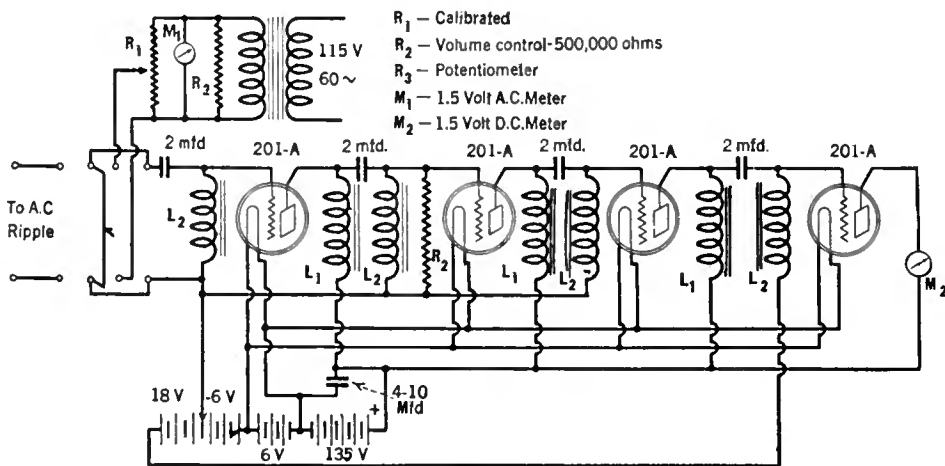 R1 — Calibrated
R2 — Volume control-500,000 ohms
R3 — Potentiometer
M1 — 1.5 Volt A.C.Meter
M2 — 1.5 Volt D.C.Meter
R1
M1
R2
115 V
60 ~
2 mfd
201-A
2 mfd.
201-A
2 mfd.
201-A
2 mfd.
201-A
To A.C
Ripple
L2
L1
L2
R2
L1
L2
L1
L2
M2
18 V
-6 V
6 V
135 V
+
4-10
Mfd